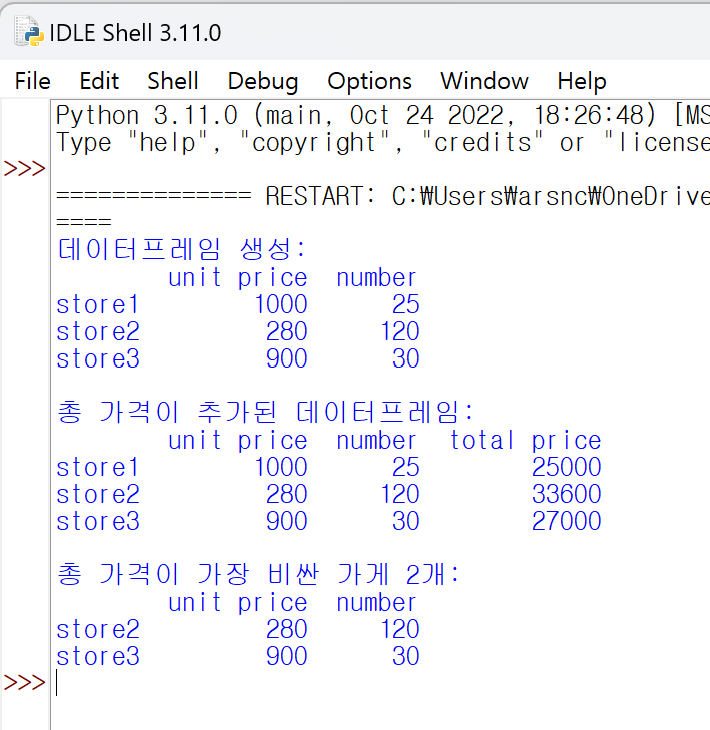 IDLE Shell 3.11.0
File Edit Shell Debug Options Window Help
Python 3.11.0 (main, Oct 24 2022, 18:26:48) [MS
Type "help", "copyright", "credits" or "license
>>>
============== RESTART: C:₩Users₩arsnc₩OneDrive
====
데이터프레임 생성:
unit price number
store1 1000 25
store2 280 120
store3 900 30
총 가격이 추가된 데이터프레임:
unit price number total price
store1 1000 25 25000
store2 280 120 33600
store3 900 30 27000
총 가격이 가장 비싼 가게 2개:
unit price number
store2 280 120
store3 900 30
>>>